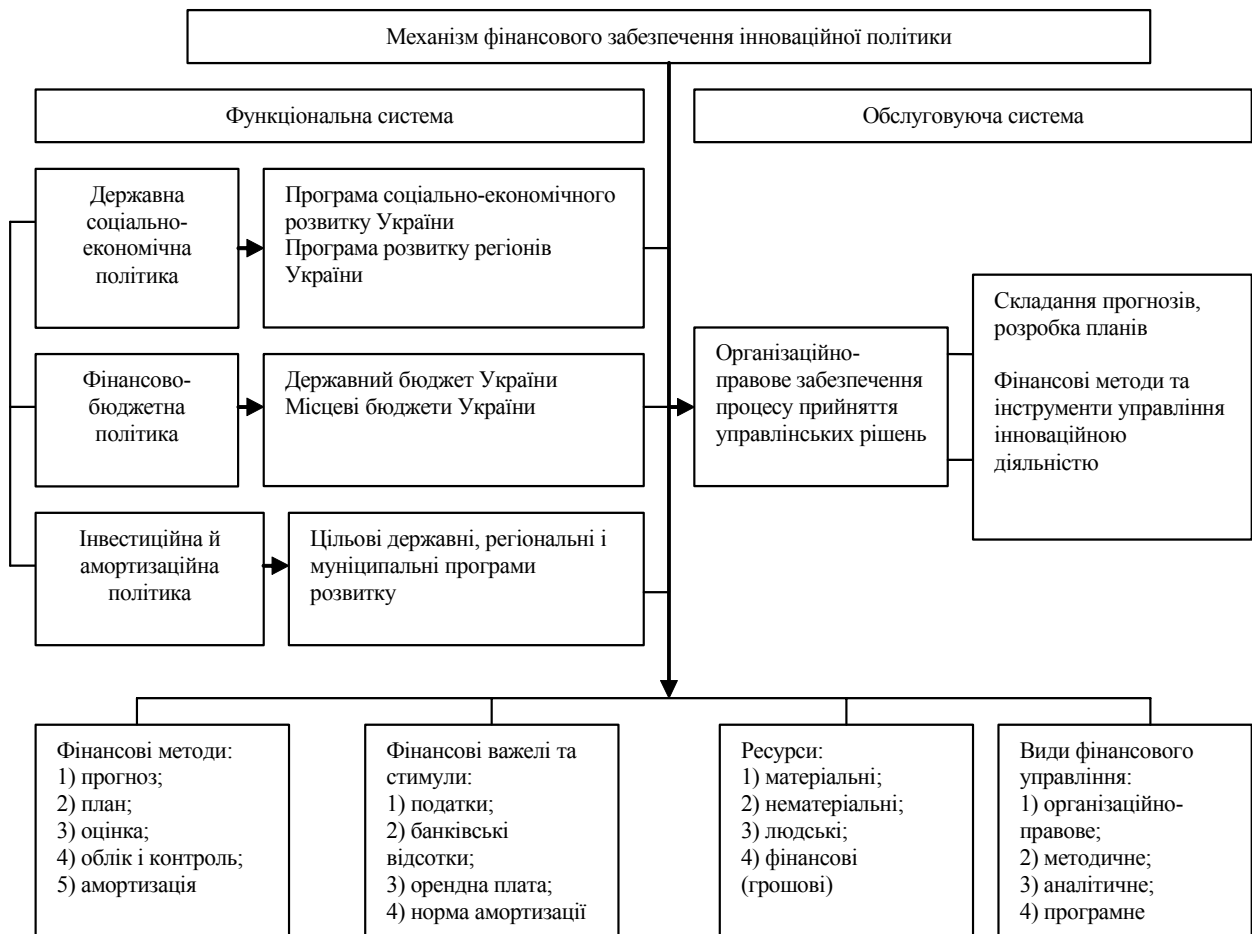 Механізм фінансового забезпечення інноваційної політики
Функціональна система
Обслуговуюча система
Державна
соціально-
економічна
політика
Програма соціально-економічного
розвитку України
Програма розвитку регіонів
України
Фінансово-
бюджетна
політика
Державний бюджет України
Місцеві бюджети України
Інвестиційна й
амортизаційна
політика
Цільові державні, регіональні і
муніципальні програми
розвитку
Організаційно-
правове забезпечення
процесу прийняття
управлінських рішень
Складання прогнозів,
розробка планів
Фінансові методи та
інструменти управління
інноваційною
діяльністю
Фінансові методи:
1) прогноз;
2) план;
3) оцінка;
4) облік і контроль;
5) амортизація
Фінансові важелі та
стимули:
1) податки;
2) банківські
відсотки;
3) орендна плата;
4) норма амортизації
Ресурси:
1) матеріальні;
2) нематеріальні;
3) людські;
4) фінансові
(грошові)
Види фінансового
управління:
1) організаційно-
правове;
2) методичне;
3) аналітичне;
4) програмне